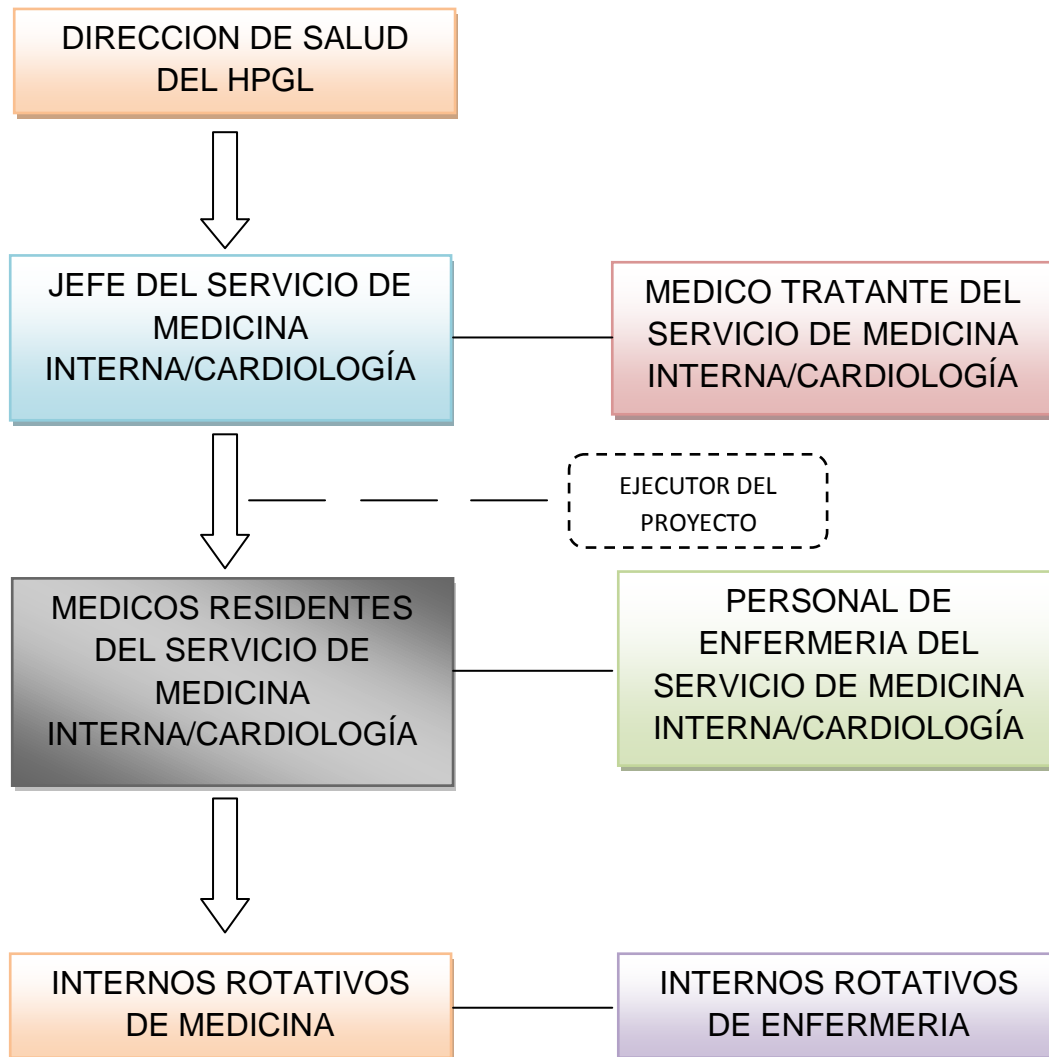 DIRECCION DE SALUD
DEL HPGL
JEFE DEL SERVICIO DE
MEDICINA
INTERNA/CARDIOLOGÍA
MEDICO TRATANTE DEL
SERVICIO DE MEDICINA
INTERNA/CARDIOLOGÍA
EJECUTOR DEL
PROYECTO
MEDICOS RESIDENTES
DEL SERVICIO DE
MEDICINA
INTERNA/CARDIOLOGÍA
PERSONAL DE
ENFERMERIA DEL
SERVICIO DE MEDICINA
INTERNA/CARDIOLOGÍA
INTERNOS ROTATIVOS
DE MEDICINA
INTERNOS ROTATIVOS
DE ENFERMERIA